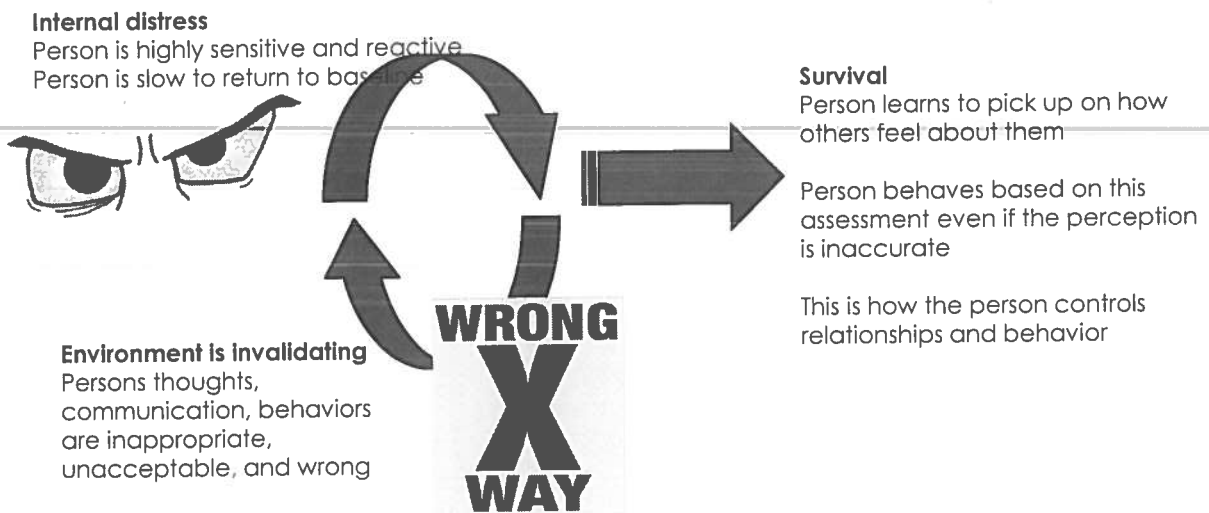 Internal distress
Person is highly sensitive and reactive
Person is slow to return to baseline
Survival
Person learns to pick up on how
others feel about them
Person behaves based on this
assessment even if the perception
is inaccurate
This is how the person controls
relationships and behavior
Environment is invalidating
Persons thoughts,
communication, behaviors
are inappropriate,
unacceptable, and wrong
WRONG
X
WAY